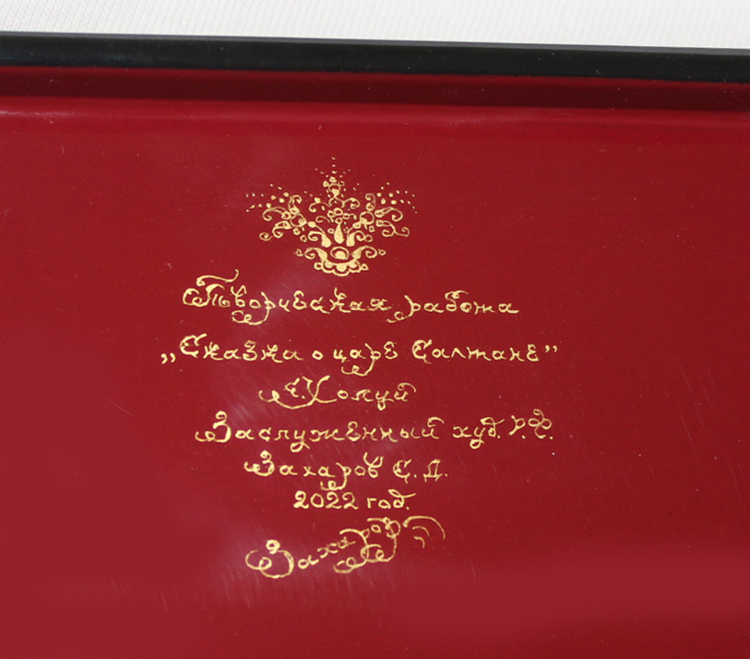 Творческая работа
„Сказка о царе Салтане”
с. Холуй
Заслуженный худ. Р.Ф.
Захаров С. Д.
2022 год.
Захаров